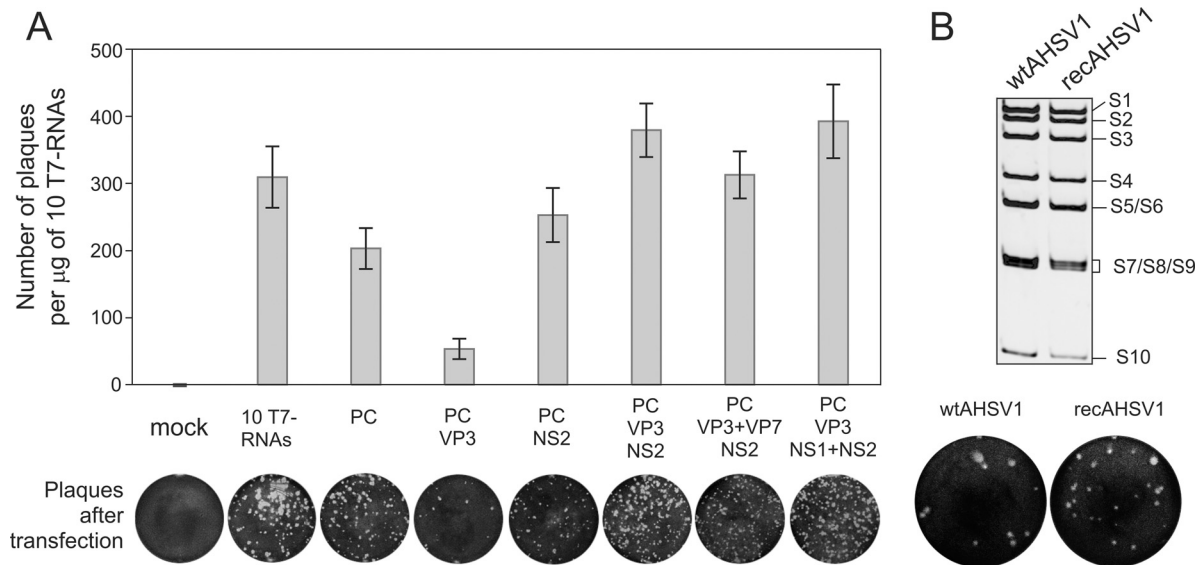 A
Number of plaques
per μg of 10 T7-RNAs
500
400
300
200
100
0
mock
10 T7-
RNAs
PC
PC
VP3
PC
NS2
PC
VP3
NS2
PC
VP3+VP7
NS2
PC
VP3
NS1+NS2
Plaques
after
transfection
B
wtAHSV1
recAHSV1
S1
S2
S3
S4
S5/S6
S7/S8/S9
S10
wtAHSV1
recAHSV1